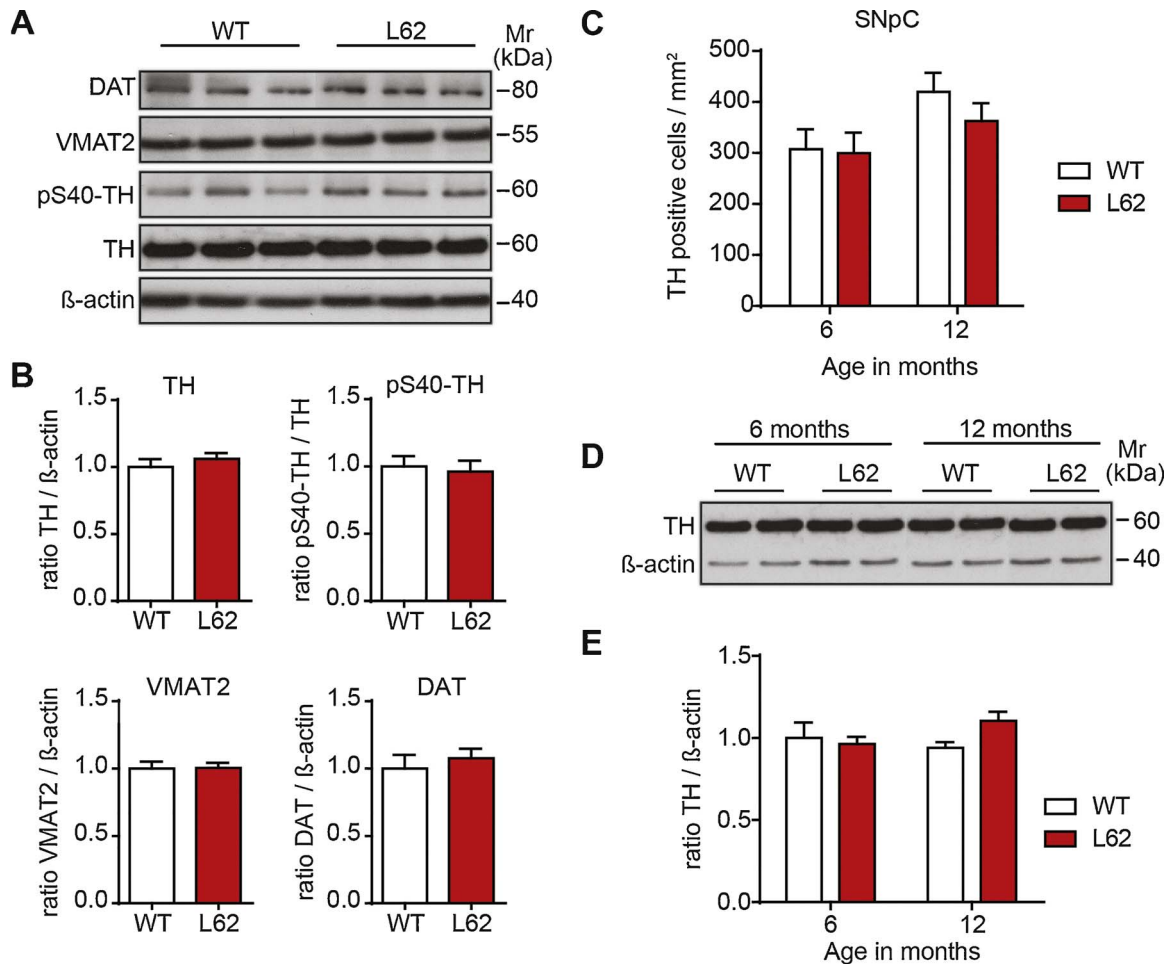 A
WT L62 Mr
(kDa)
DAT –80
VMAT2 –55
pS40-TH –60
TH –60
ß-actin –40
B
TH
ratio TH / ß-actin
1.5
1.0
0.5
0.0
WT L62
pS40-TH
ratio pS40-TH / TH
1.5
1.0
0.5
0.0
WT L62
VMAT2
ratio VMAT2 / ß-actin
1.5
1.0
0.5
0.0
WT L62
DAT
ratio DAT / ß-actin
1.5
1.0
0.5
0.0
WT L62
C
SNpC
TH positive cells / mm²
500
400
300
200
100
0
6 12
Age in months
WT
L62
D
6 months 12 months Mr
(kDa)
WT L62 WT L62
TH –60
ß-actin –40
E
ratio TH / ß-actin
1.5
1.0
0.5
0.0
6 12
Age in months
WT
L62